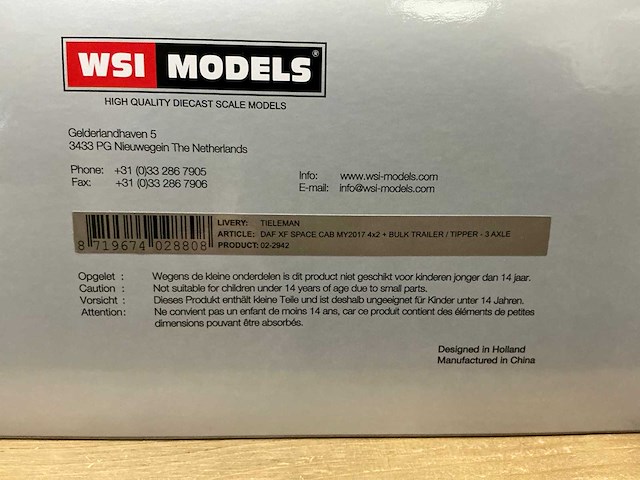 WSI MODELS®
HIGH QUALITY DIECAST SCALE MODELS
Gelderlandhaven 5
3433 PG Nieuwegein The Netherlands
Phone: +31 (0)33 286 7905
Fax: +31 (0)33 286 7906
Info: www.wsi-models.com
E-mail: info@wsi-models.com
LIVERY: TIELEMAN
ARTICLE: DAF XF SPACE CAB MY2017 4x2 + BULK TRAILER / TIPPER - 3 AXLE
PRODUCT: 02-2942
8 719674 028808
Opgelet : Wegens de kleine onderdelen is dit product niet geschikt voor kinderen jonger dan 14 jaar.
Caution : Not suitable for children under 14 years of age due to small parts.
Vorsicht : Dieses Produkt enthält kleine Teile und ist deshalb ungeeignet für Kinder unter 14 Jahren.
Attention: Ne convient pas un enfant de moins 14 ans, car ce produit contient des éléments de petites
dimensions pouvant être absorbés.
Designed in Holland
Manufactured in China